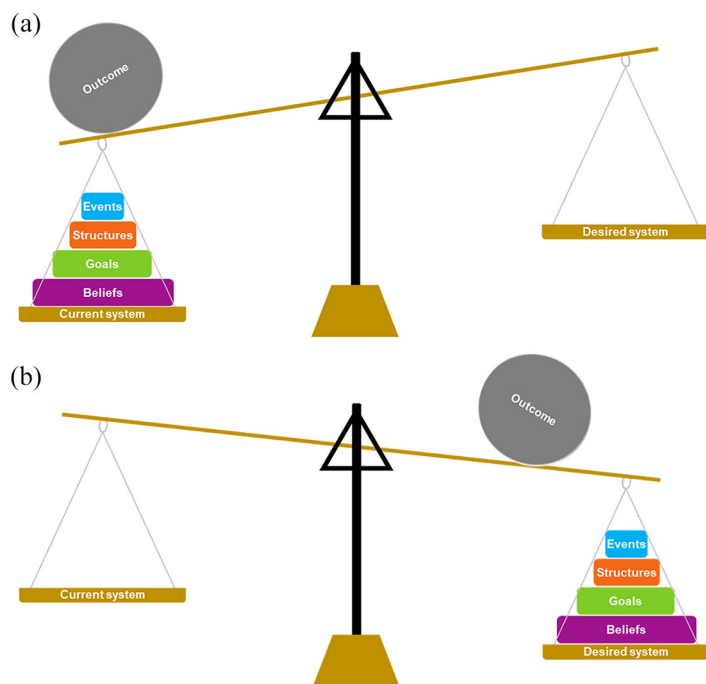 (a)
Outcome
Events
Structures
Goals
Beliefs
Current system
Desired system
(b)
Outcome
Current system
Events
Structures
Goals
Beliefs
Desired system